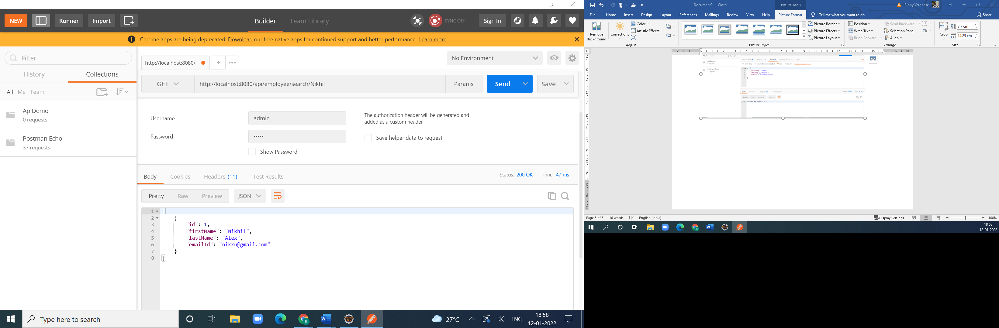 NEW
Runner
Import
Builder
Team Library
SYNC OFF
Sign In
Chrome apps are being deprecated. Download our free native apps for continued support and better performance. Learn more
Filter
History
Collections
All Me Team
ApiDemo
0 requests
Postman Echo
37 requests
http://localhost:8080/
No Environment
GET
http://localhost:8080/api/employee/search/Nikhil
Params
Send
Save
Username
admin
The authorization header will be generated and
added as a custom header
Password
•••••
Save helper data to request
Show Password
Body
Cookies
Headers (11)
Test Results
Status: 200 OK
Time: 47 ms
Pretty
Raw
Preview
JSON
1 [
2 {
3 "id": 1,
4 "firstName": "Nikhil",
5 "lastName": "Alex",
6 "emailId": "nikku@gmail.com"
7 }
8 ]
Type here to search
27°C
ENG
18:58
12-01-2022
Document2 - Word
Picture Tools
Binny Verghese
File
Home
Insert
Design
Layout
References
Mailings
Review
View
Help
Picture Format
Tell me what you want to do
Share
Remove
Background
Corrections
Color
Artistic Effects
Adjust
Picture Styles
Picture Border
Picture Effects
Picture Layout
Position
Wrap Text
Bring Forward
Send Backward
Selection Pane
Align
Arrange
Crop
7.7 cm
14.25 cm
Size
ApiDemo
Postman Echo
37 requests
Body
Deleted employee id : 5
Page 3 of 3
16 words
English (India)
Display Settings
100%
18:58
12-01-2022